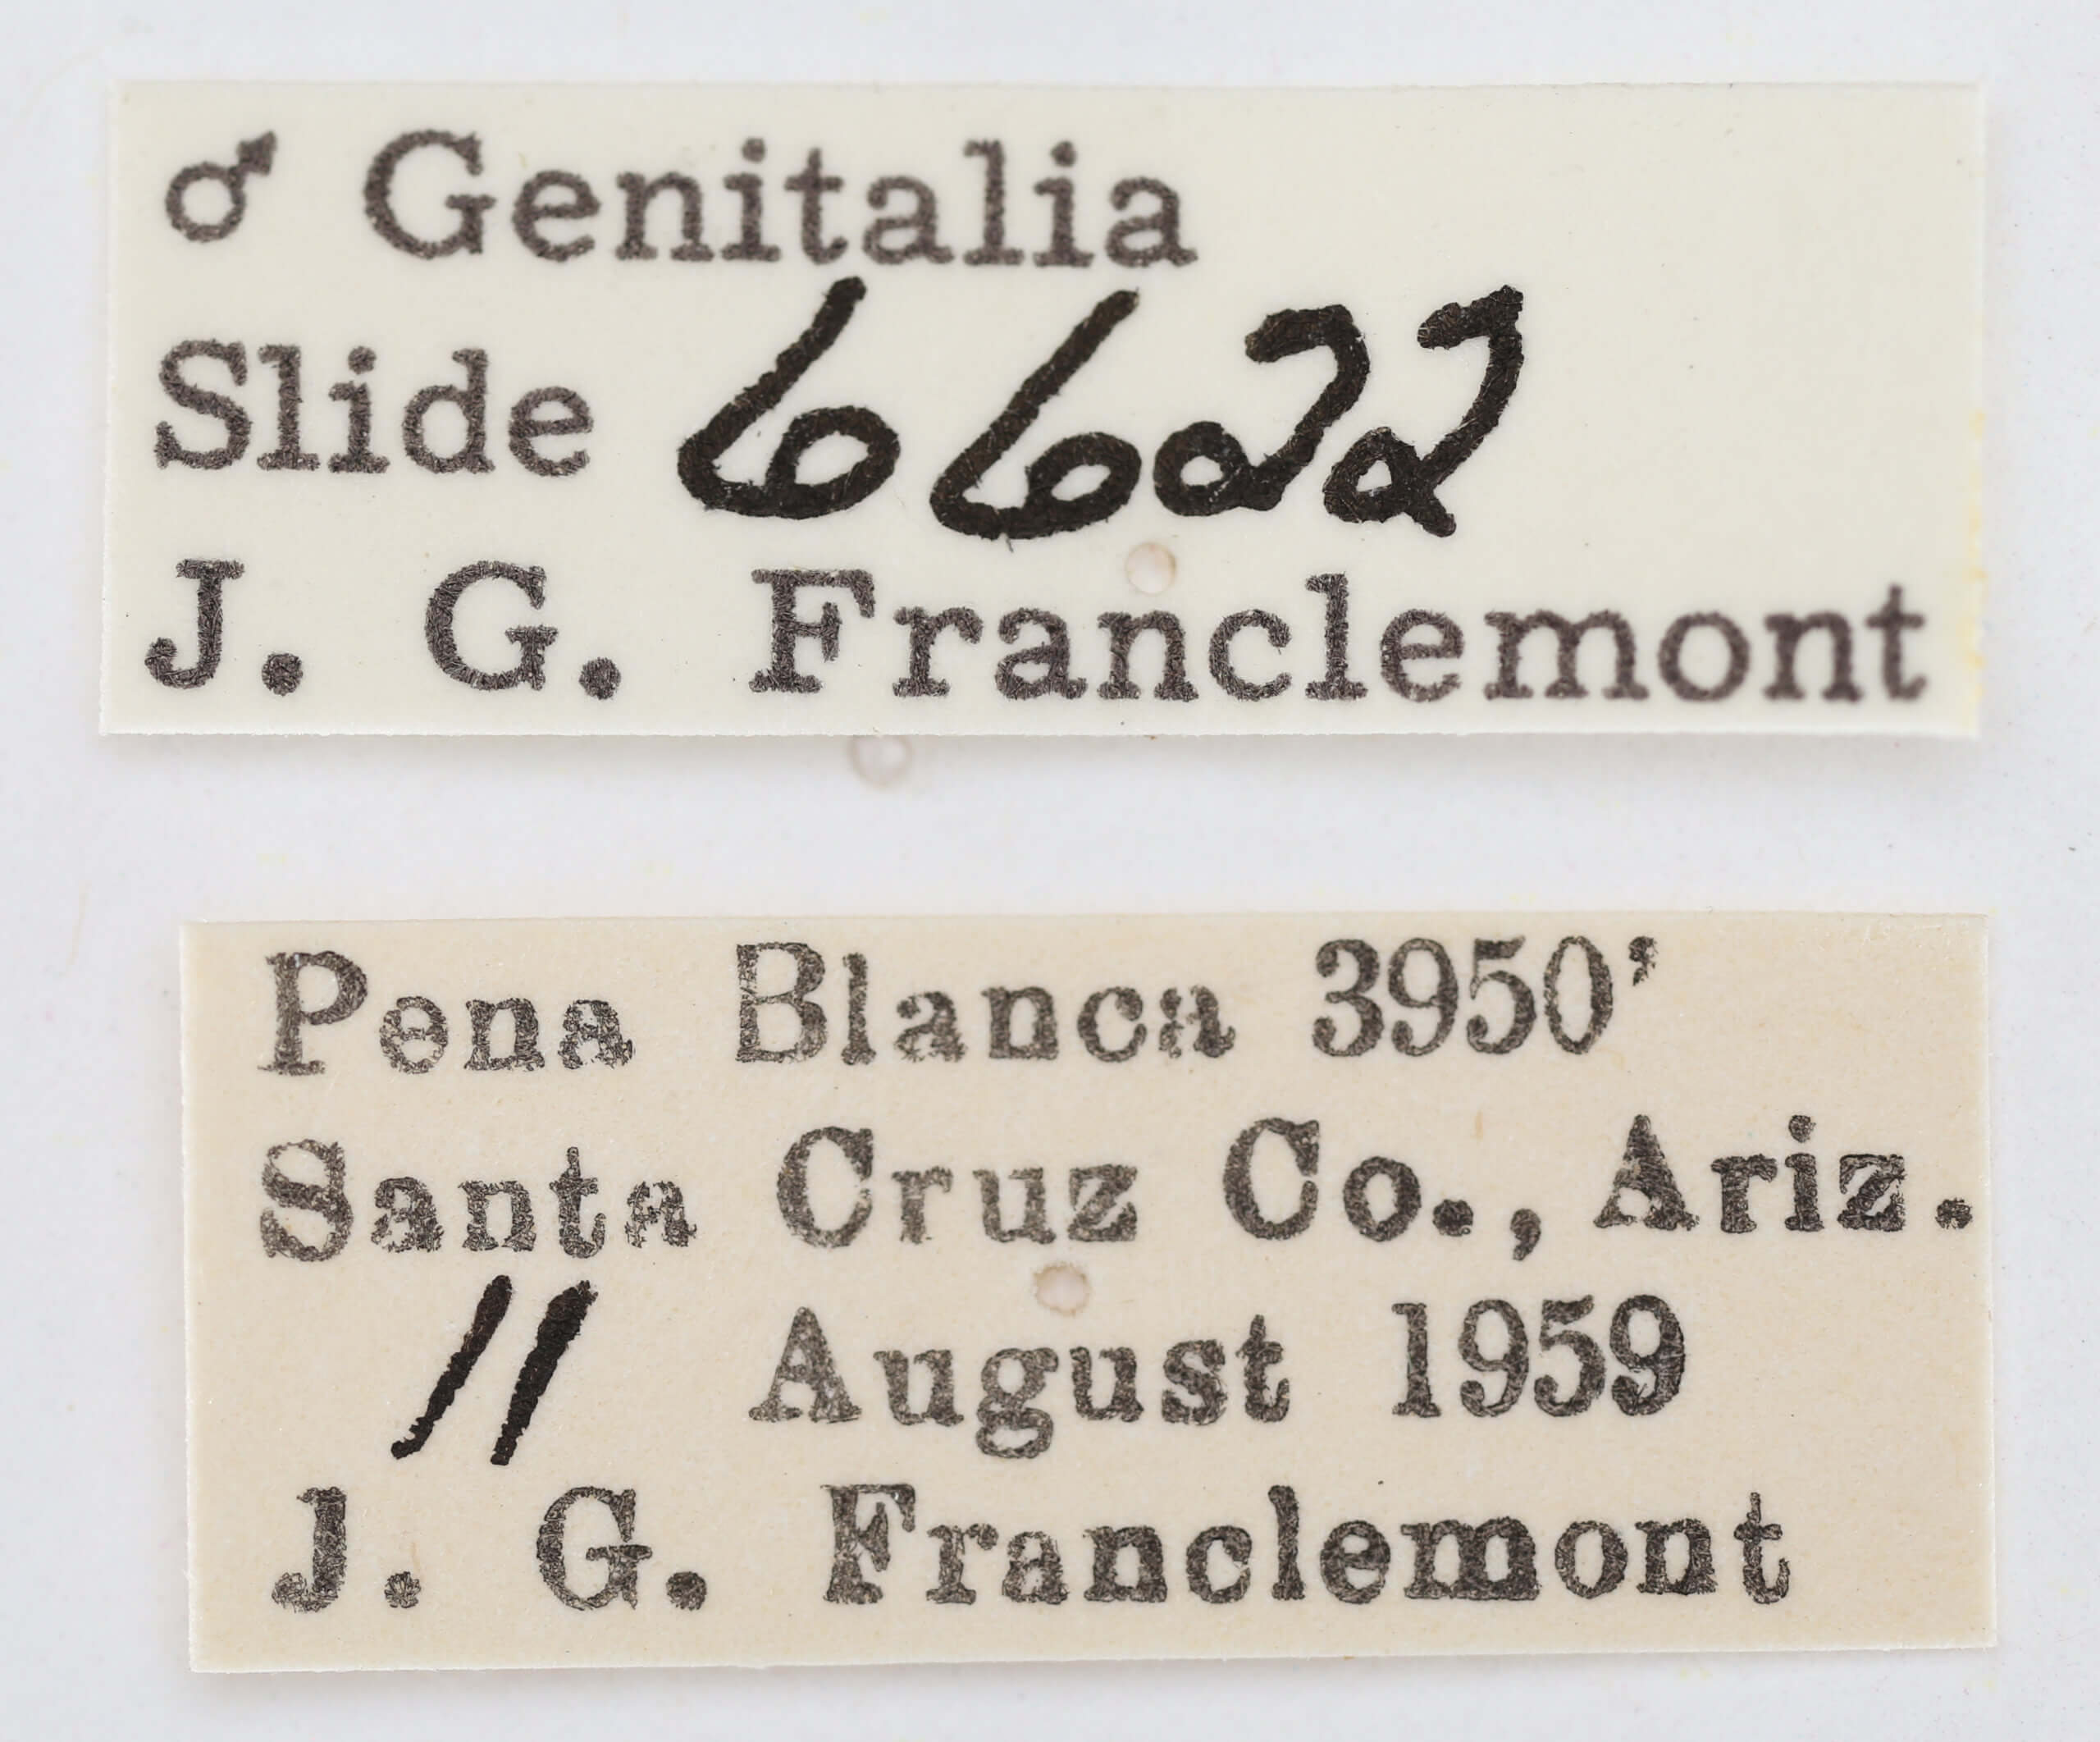 ♂ Genitalia
Slide 6622
J. G. Franclemont
Pena Blanca 3950'
Santa Cruz Co., Ariz.
11 August 1959
J. G. Franclemont